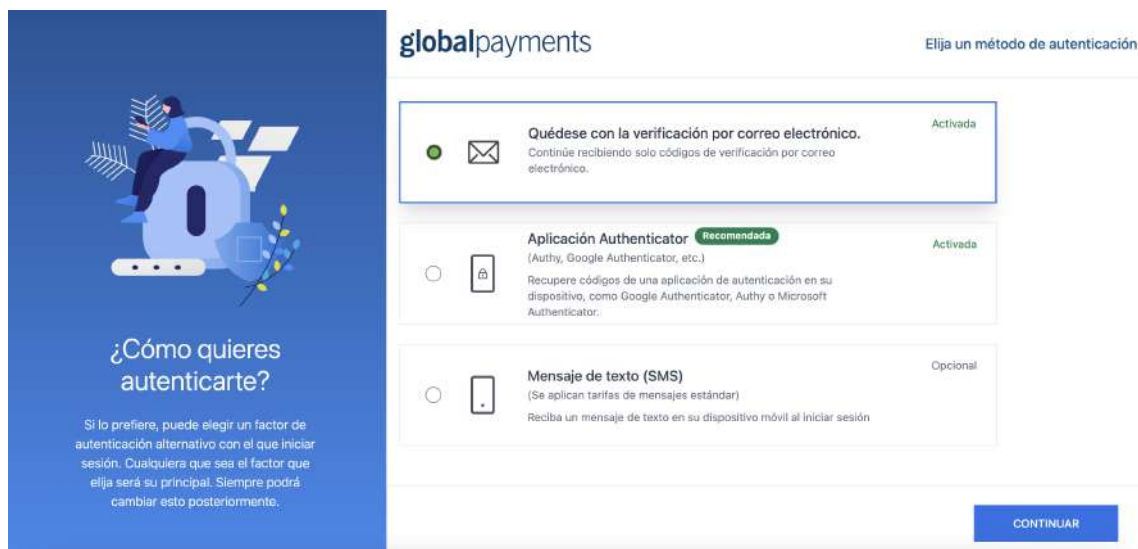 globalpayments
Elija un método de autenticación
Quédese con la verificación por correo electrónico.
Activada
Continúe recibiendo solo códigos de verificación por correo
electrónico.
Aplicación Authenticator Recomendada
Activada
(Authy, Google Authenticator, etc.)
Recupere códigos de una aplicación de autenticación en su
dispositivo, como Google Authenticator, Authy o Microsoft
Authenticator.
Mensaje de texto (SMS)
Opcional
(Se aplican tarifas de mensajes estándar)
Reciba un mensaje de texto en su dispositivo móvil al iniciar sesión
¿Cómo quieres
autenticarte?
Si lo prefiere, puede elegir un factor de
autenticación alternativo con el que iniciar
sesión. Cualquiera que sea el factor que
elija será su principal. Siempre podrá
cambiar esto posteriormente.
CONTINUAR